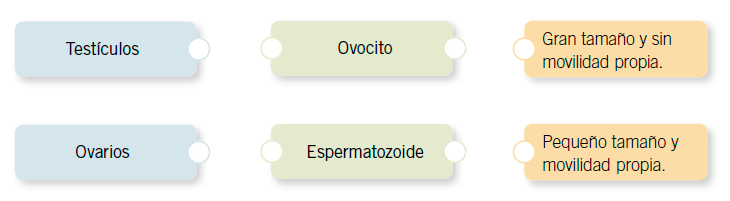 Testículos
Ovocito
Gran tamaño y sin
movilidad propia.
Ovarios
Espermatozoide
Pequeño tamaño y
movilidad propia.